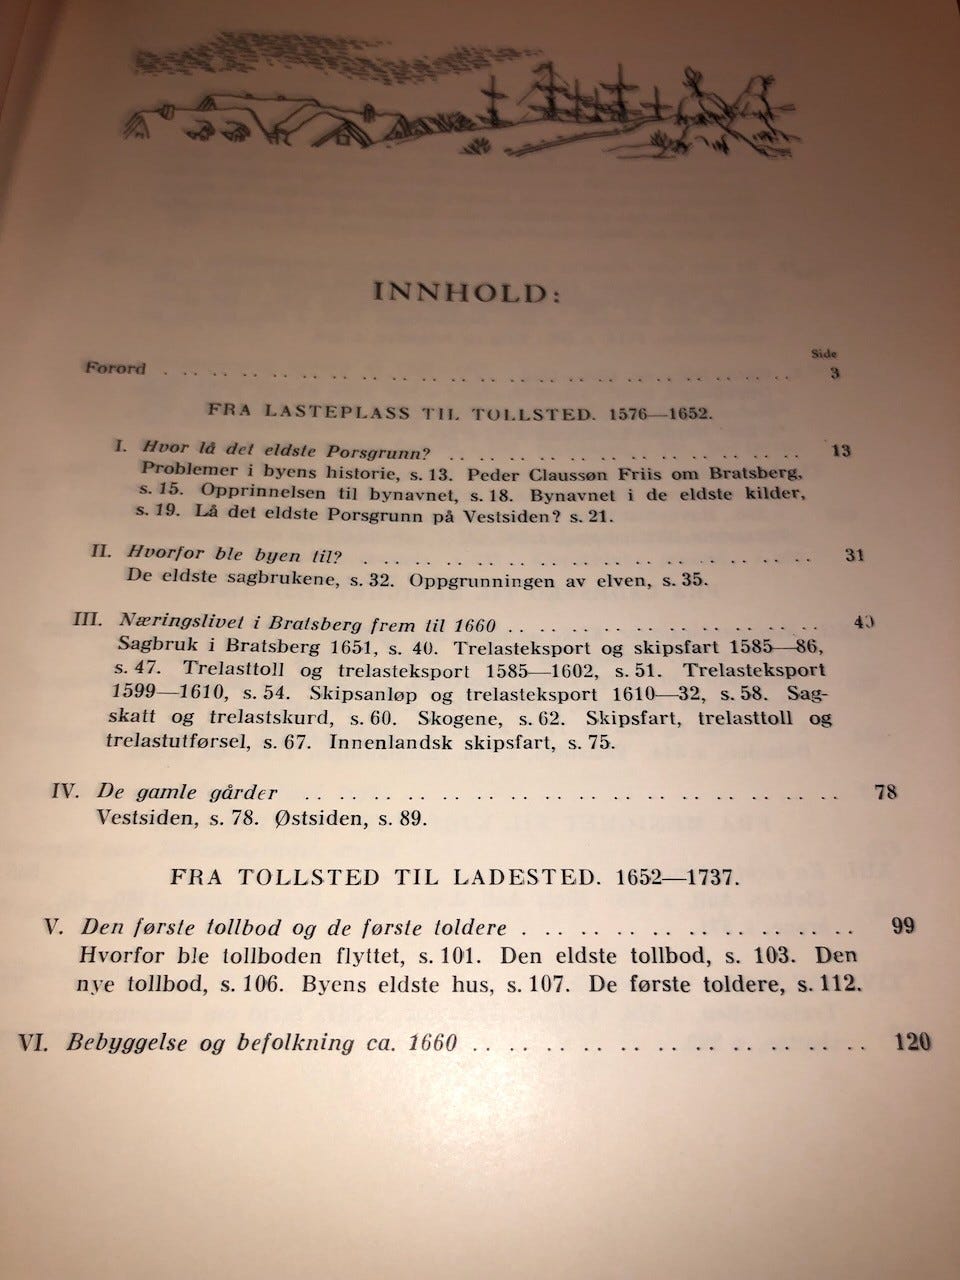 INNHOLD:
Side
Forord . . . . . . . . . . . . . . . . . . . . 3
FRA LASTEPLASS TIL TOLLSTED. 1576—1652.
I. Hvor lå det eldste Porsgrunn? . . . . . . . . . . . . . . . . 13
Problemer i byens historie, s. 13. Peder Claussøn Friis om Bratsberg,
s. 15. Opprinnelsen til bynavnet, s. 18. Bynavnet i de eldste kilder,
s. 19. Lå det eldste Porsgrunn på Vestsiden? s. 21.
II. Hvorfor ble byen til? . . . . . . . . . . . . . . . . . . . . 31
De eldste sagbrukene, s. 32. Oppgrunningen av elven, s. 35.
III. Næringslivet i Bratsberg frem til 1660 . . . . . . . . . . . . . . 40
Sagbruk i Bratsberg 1651, s. 40. Trelasteksport og skipsfart 1585—86,
s. 47. Trelasttoll og trelasteksport 1585—1602, s. 51. Trelasteksport
1599—1610, s. 54. Skipsanløp og trelasteksport 1610—32, s. 58. Sag-
skatt og trelastskurd, s. 60. Skogene, s. 62. Skipsfart, trelasttoll og
trelastutførsel, s. 67. Innenlandsk skipsfart, s. 75.
IV. De gamle gårder . . . . . . . . . . . . . . . . . . . . . . 78
Vestsiden, s. 78. Østsiden, s. 89.
FRA TOLLSTED TIL LADESTED. 1652—1737.
V. Den første tollbod og de første toldere . . . . . . . . . . . . . . . 99
Hvorfor ble tollboden flyttet, s. 101. Den eldste tollbod, s. 103. Den
nye tollbod, s. 106. Byens eldste hus, s. 107. De første toldere, s. 112.
VI. Bebyggelse og befolkning ca. 1660 . . . . . . . . . . . . . . . . 120